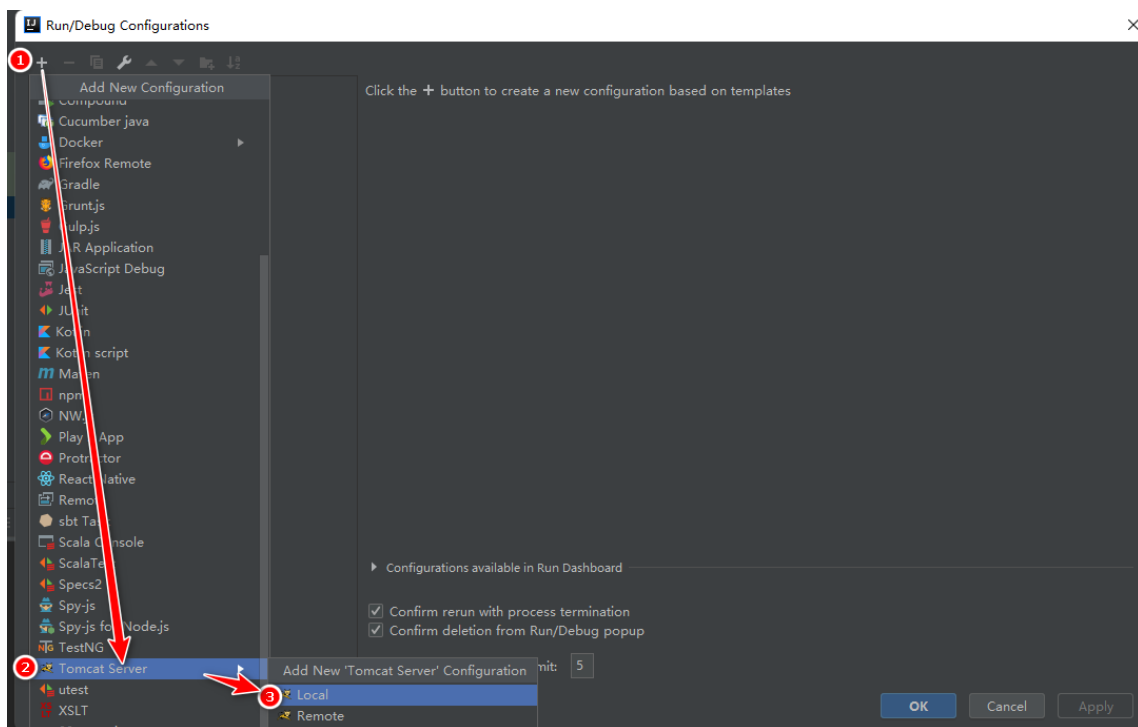 Run/Debug Configurations
1
Add New Configuration
Compound
Cucumber java
Docker
Firefox Remote
Gradle
Grunt.js
Gulp.js
JAR Application
JavaScript Debug
Jest
JUnit
Kotlin
Kotlin script
Maven
npm
NW.js
Play 2 App
Protractor
React Native
Remote
sbt Task
Scala Console
ScalaTest
Specs2
Spy-js
Spy-js for Node.js
TestNG
2 Tomcat Server
utest
XSLT
Click the + button to create a new configuration based on templates
Configurations available in Run Dashboard
Confirm rerun with process termination
Confirm deletion from Run/Debug popup
mit: 5
Add New 'Tomcat Server' Configuration
3 Local
Remote
OK Cancel Apply